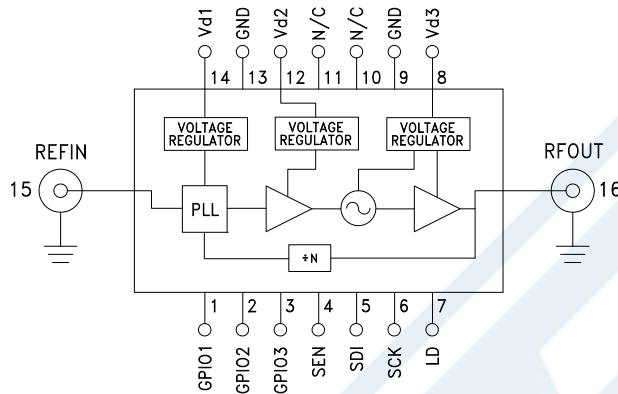 Vd1 GND Vd2 N/C N/C GND Vd3
14 13 12 11 10 9 8
VOLTAGE REGULATOR
VOLTAGE REGULATOR
VOLTAGE REGULATOR
REFIN
RFOUT
15
16
PLL
÷N
1 2 3 4 5 6 7
GPIO1 GPIO2 GPIO3 SEN SDI SCK LD